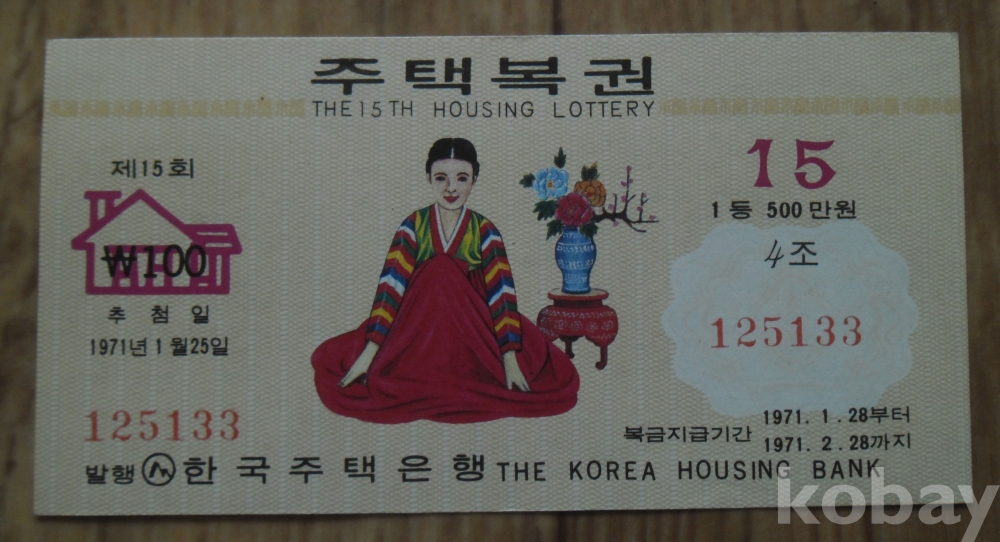 주택복권
THE 15TH HOUSING LOTTERY
제15회
₩100
추첨일
1971년 1월 25일
125133
15
1등 500만원
4조
125133
복금지급기간 1971. 1. 28부터
1971. 2. 28까지
발행 한국주택은행 THE KOREA HOUSING BANK
kobay